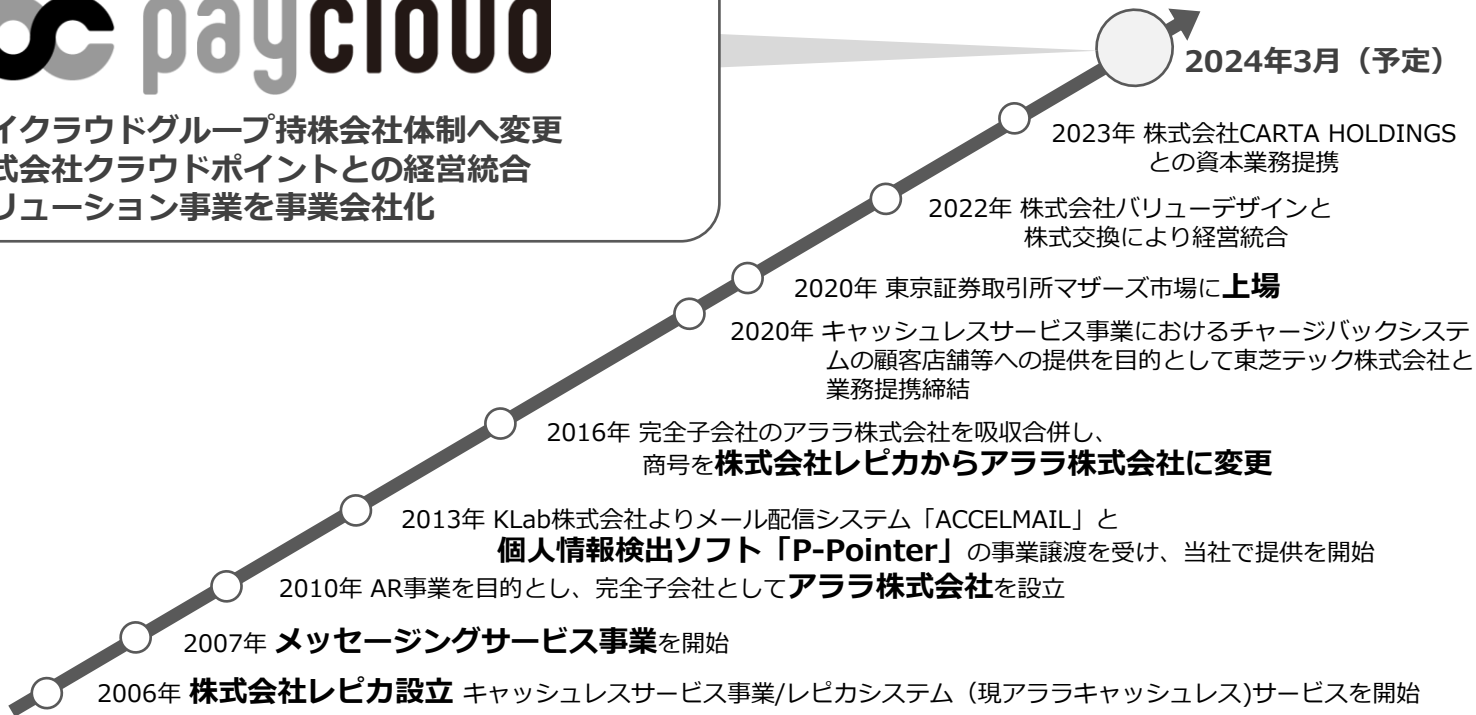 paycloud
イクラウドグループ持株会社体制へ変更
式会社クラウドポイントとの経営統合
リューション事業を事業会社化
2024年3月（予定）
2023年 株式会社CARTA HOLDINGS
との資本業務提携
2022年 株式会社バリューデザインと
株式交換により経営統合
2020年 東京証券取引所マザーズ市場に上場
2020年 キャッシュレスサービス事業におけるチャージバックシステ
ムの顧客店舗等への提供を目的として東芝テック株式会社と
業務提携締結
2016年 完全子会社のアララ株式会社を吸収合併し、
商号を株式会社レピカからアララ株式会社に変更
2013年 KLab株式会社よりメール配信システム「ACCELMAIL」と
個人情報検出ソフト「P-Pointer」の事業譲渡を受け、当社で提供を開始
2010年 AR事業を目的とし、完全子会社としてアララ株式会社を設立
2007年 メッセージングサービス事業を開始
2006年 株式会社レピカ設立 キャッシュレスサービス事業/レピカシステム（現アララキャッシュレス)サービスを開始